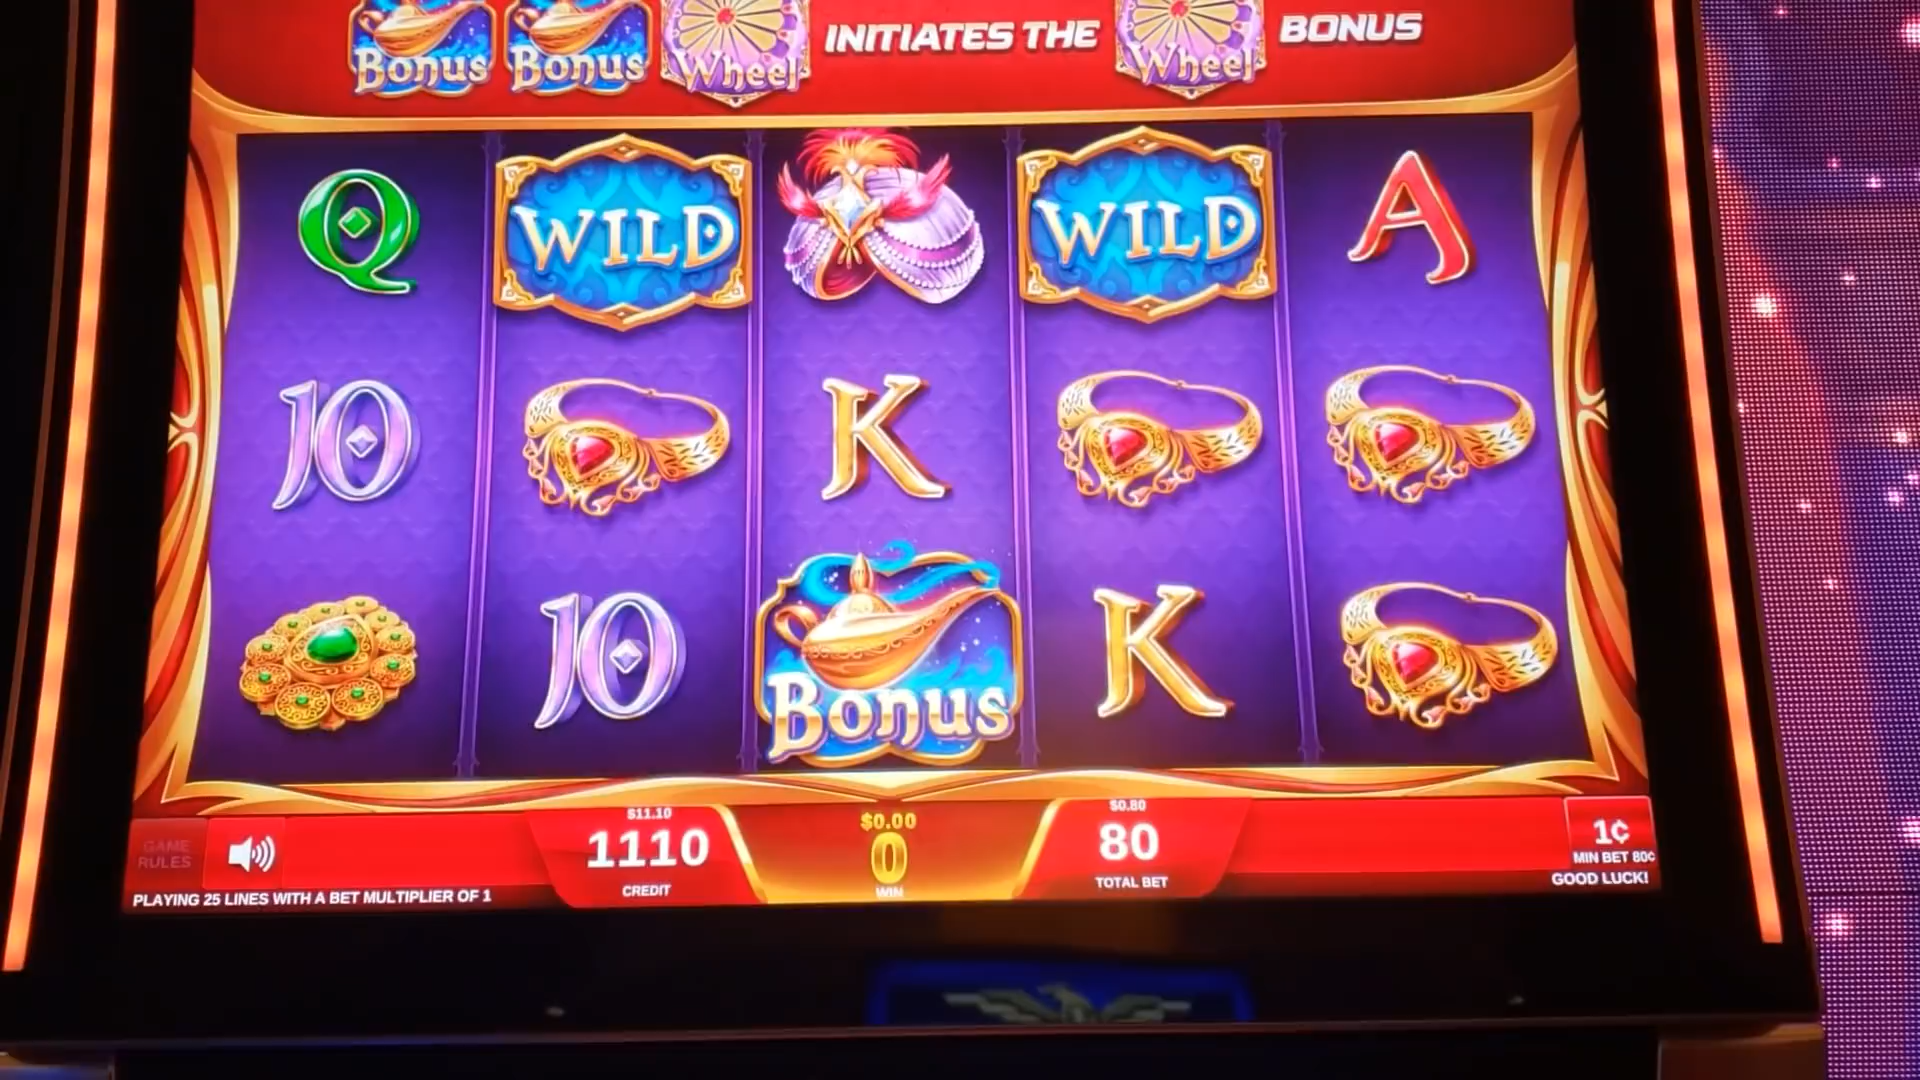 Bonus Bonus Wheel INITIATES THE Wheel BONUS
Q WILD WILD A
10 K
10 Bonus K
GAME RULES
$11.10
1110
CREDIT
$0.00
0
WIN
$0.80
80
TOTAL BET
1¢
MIN BET 80¢
GOOD LUCK!
PLAYING 25 LINES WITH A BET MULTIPLIER OF 1